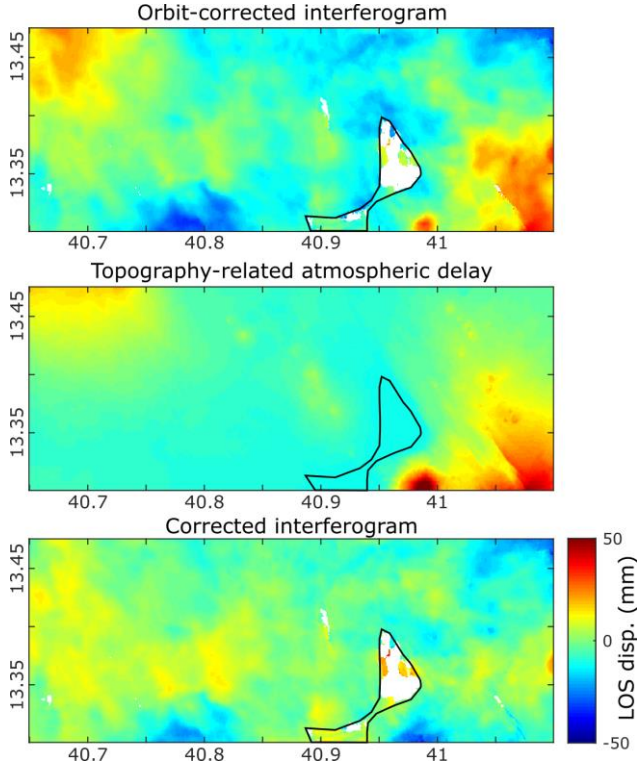 Orbit-corrected interferogram
13.45
13.35
40.7 40.8 40.9 41
Topography-related atmospheric delay
13.45
13.35
40.7 40.8 40.9 41
Corrected interferogram
13.45
13.35
40.7 40.8 40.9 41
50
0
-50
LOS disp. (mm)